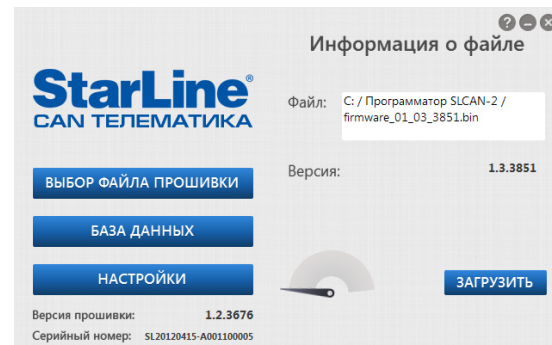 StarLine®
CAN ТЕЛЕМАТИКА
ВЫБОР ФАЙЛА ПРОШИВКИ
БАЗА ДАННЫХ
НАСТРОЙКИ
Версия прошивки: 1.2.3676
Серийный номер: SL20120415-A001100005
Информация о файле
Файл: C: / Программатор SLCAN-2 /
firmware_01_03_3851.bin
Версия: 1.3.3851
ЗАГРУЗИТЬ